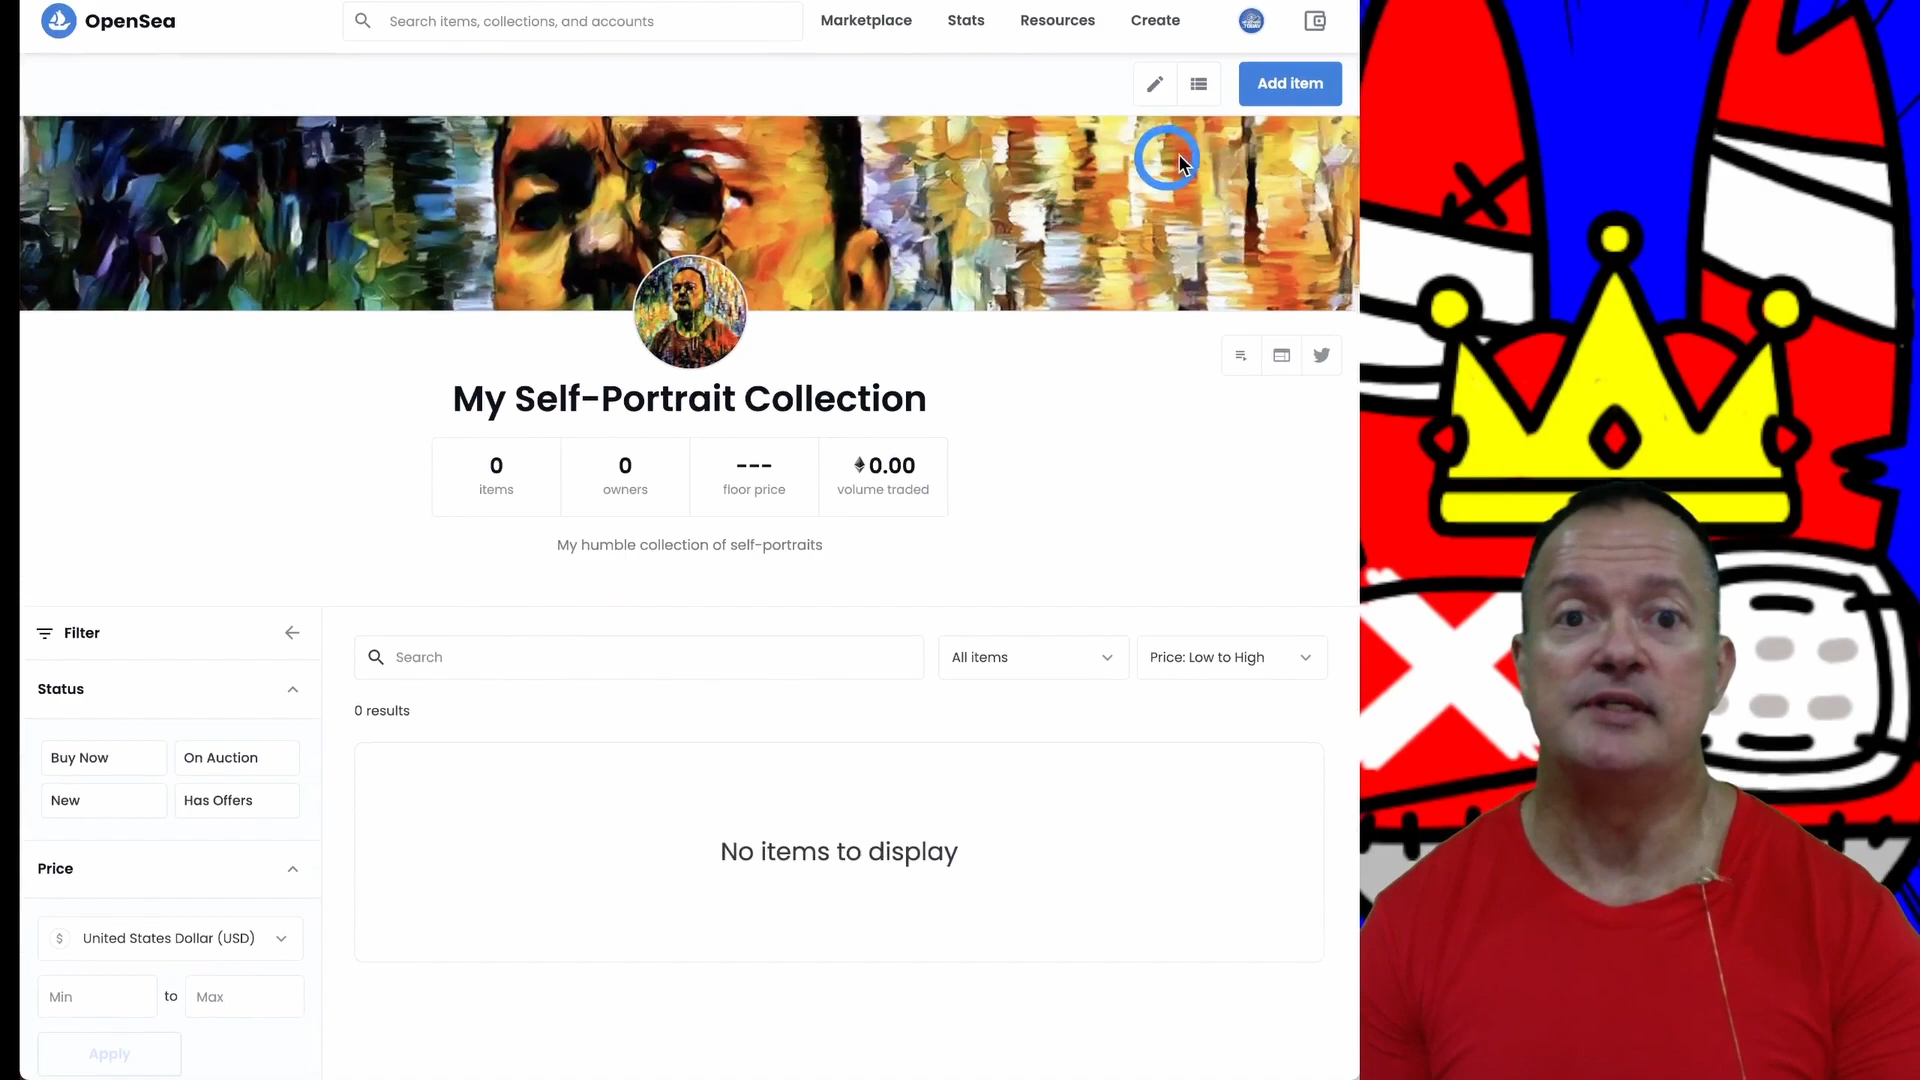 OpenSea
Search items, collections, and accounts
Marketplace
Stats
Resources
Create
Add item
My Self-Portrait Collection
0
items
0
owners
---
floor price
0.00
volume traded
My humble collection of self-portraits
Filter
Status
Buy Now
On Auction
New
Has Offers
Price
$ United States Dollar (USD)
Min
to
Max
Apply
Search
All items
Price: Low to High
0 results
No items to display